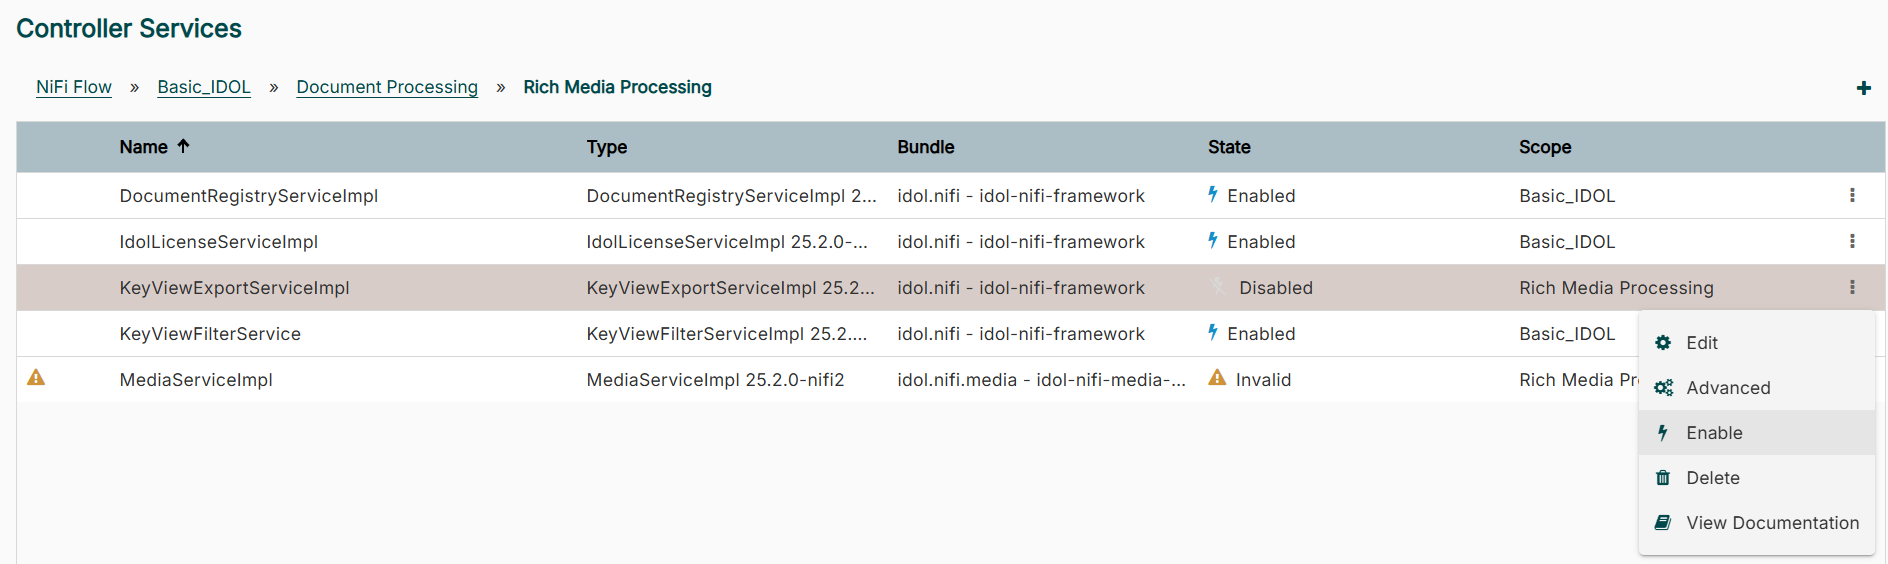 Controller Services
NiFi Flow » Basic_IDOL » Document Processing » Rich Media Processing +
Name ↑ Type Bundle State Scope
DocumentRegistryServiceImpl DocumentRegistryServiceImpl 2... idol.nifi - idol-nifi-framework Enabled Basic_IDOL
IdolLicenseServiceImpl IdolLicenseServiceImpl 25.2.0-... idol.nifi - idol-nifi-framework Enabled Basic_IDOL
KeyViewExportServiceImpl KeyViewExportServiceImpl 25.2... idol.nifi - idol-nifi-framework Disabled Rich Media Processing
KeyViewFilterService KeyViewFilterServiceImpl 25.2.... idol.nifi - idol-nifi-framework Enabled Basic_IDOL
MediaServiceImpl MediaServiceImpl 25.2.0-nifi2 idol.nifi.media - idol-nifi-media-... Invalid Rich Media Pr
Edit
Advanced
Enable
Delete
View Documentation